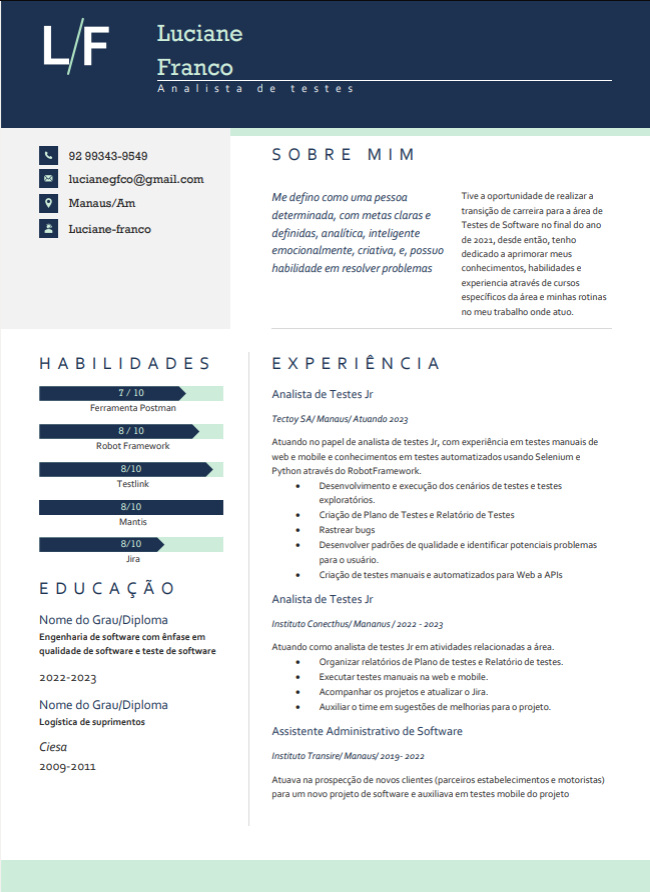 L/F
Luciane
Franco
Analista de testes
92 99343-9549
lucianegfco@gmail.com
Manaus/Am
Luciane-franco
SOBRE MIM
Me defino como uma pessoa
determinada, com metas claras e
definidas, analítica, inteligente
emocionalmente, criativa, e, possuo
habilidade em resolver problemas
Tive a oportunidade de realizar a
transição de carreira para a área de
Testes de Software no final do ano
de 2021, desde então, tenho
dedicado a aprimorar meus
conhecimentos, habilidades e
experiencia através de cursos
específicos da área e minhas rotinas
no meu trabalho onde atuo.
HABILIDADES
7 / 10
Ferramenta Postman
8 / 10
Robot Framework
8/10
Testlink
8/10
Mantis
8/10
Jira
EDUCAÇÃO
Nome do Grau/Diploma
Engenharia de software com ênfase em
qualidade de software e teste de software
2022-2023
Nome do Grau/Diploma
Logística de suprimentos
Ciesa
2009-2011
EXPERIÊNCIA
Analista de Testes Jr
Tectoy SA/ Manaus/ Atuando 2023
Atuando no papel de analista de testes Jr, com experiência em testes manuais de
web e mobile e conhecimentos em testes automatizados usando Selenium e
Python através do RobotFramework.
• Desenvolvimento e execução dos cenários de testes e testes
exploratórios.
• Criação de Plano de Testes e Relatório de Testes
• Rastrear bugs
• Desenvolver padrões de qualidade e identificar potenciais problemas
para o usuário.
• Criação de testes manuais e automatizados para Web a APIs
Analista de Testes Jr
Instituto Conecthus/ Mananus / 2022 - 2023
Atuando como analista de testes Jr em atividades relacionadas a área.
• Organizar relatórios de Plano de testes e Relatório de testes.
• Executar testes manuais na web e mobile.
• Acompanhar os projetos e atualizar o Jira.
• Auxiliar o time em sugestões de melhorias para o projeto.
Assistente Administrativo de Software
Instituto Transire/ Manaus/ 2019- 2022
Atuava na prospecção de novos clientes (parceiros estabelecimentos e motoristas)
para um novo projeto de software e auxiliava em testes mobile do projeto